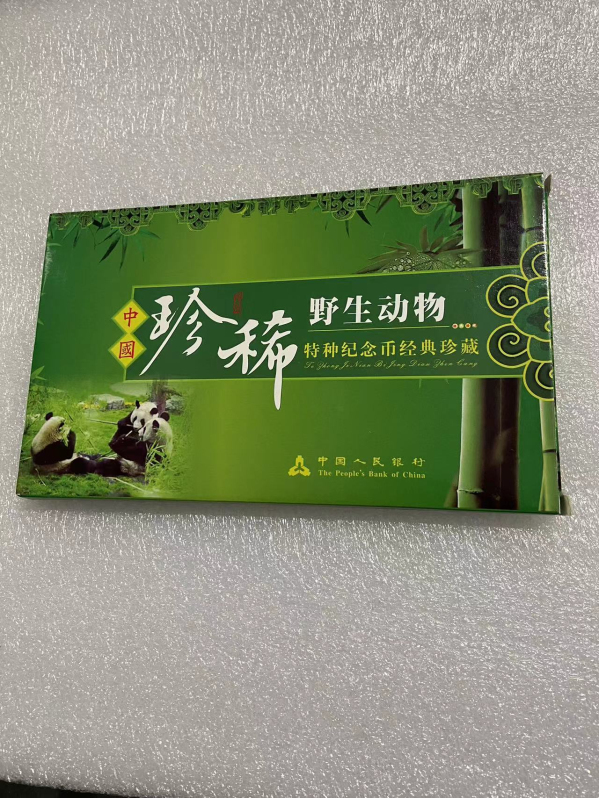 中國
珍稀
野生动物
特种纪念币经典珍藏
Te Zhong Ji Nian Bi Jing Dian Zhen Cang
中国人民银行
The People's Bank of China